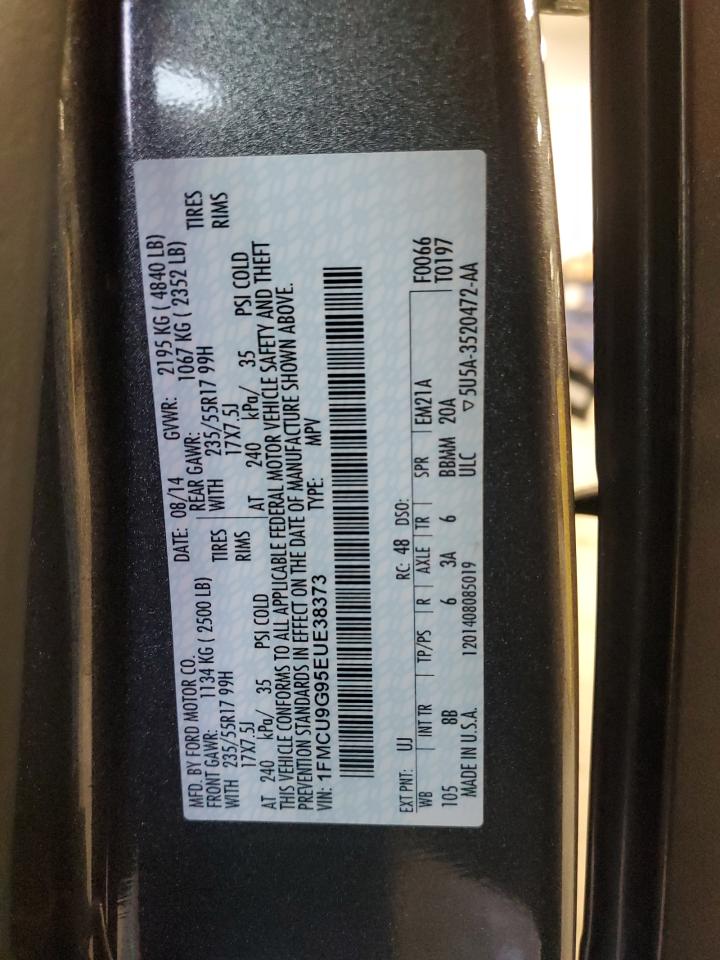 MFD. BY FORD MOTOR CO. DATE: 08/14 GVWR: 2195 KG ( 4840 LB)
FRONT GAWR: 1134 KG ( 2500 LB) REAR GAWR: 1067 KG ( 2352 LB)
WITH 235/55R17 99H TIRES WITH 235/55R17 99H TIRES
17X7.5J RIMS 17X7.5J RIMS
AT 240 kPa/ 35 PSI COLD AT 240 kPa/ 35 PSI COLD
THIS VEHICLE CONFORMS TO ALL APPLICABLE FEDERAL MOTOR VEHICLE SAFETY AND THEFT
PREVENTION STANDARDS IN EFFECT ON THE DATE OF MANUFACTURE SHOWN ABOVE.
VIN: 1FMCU9G95EUE38373 TYPE: MPV
EXT PNT: UJ RC: 48 DSO: F0066
WB INT TR TP/PS R AXLE TR SPR EM21A T0197
105 8B 6 3A 6 BBMM 20A
MADE IN U.S.A. 1201408085019 ULC ▽5U5A-3520472-AA